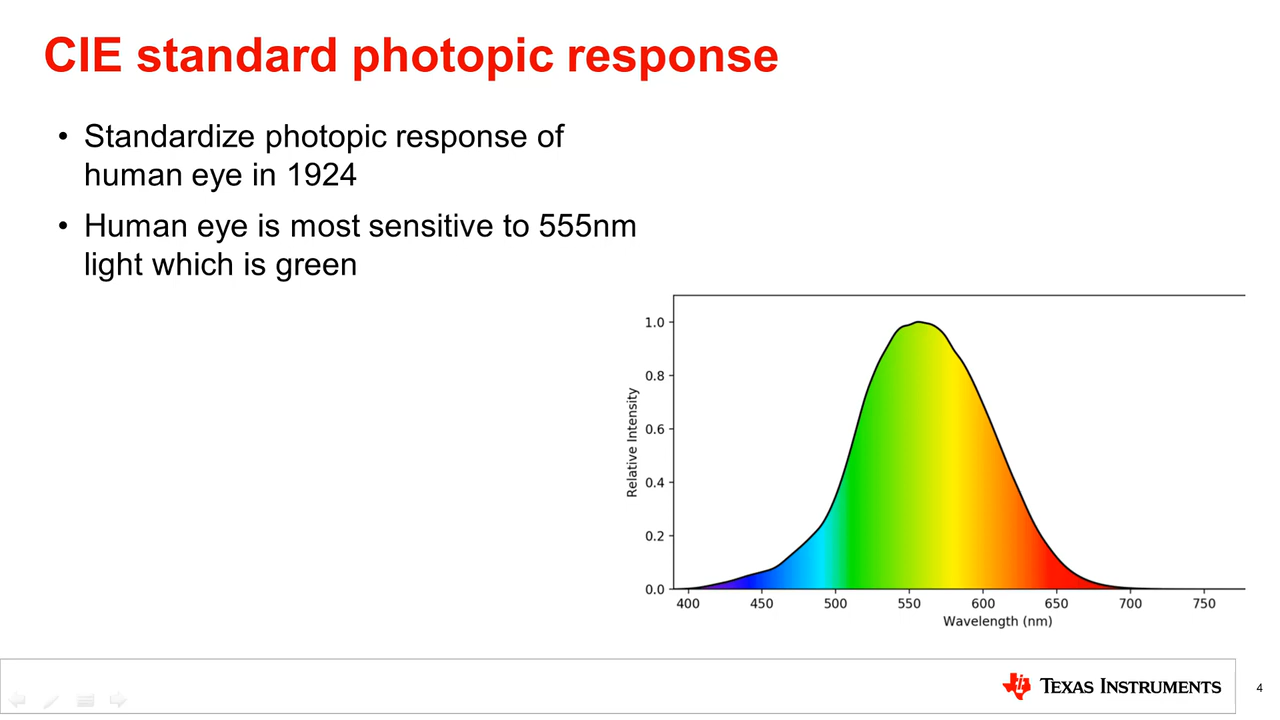 CIE standard photopic response
• Standardize photopic response of
human eye in 1924
• Human eye is most sensitive to 555nm
light which is green
1.0
0.8
0.6
0.4
0.2
0.0
Relative Intensity
400 450 500 550 600 650 700 750
Wavelength (nm)
TEXAS INSTRUMENTS
4